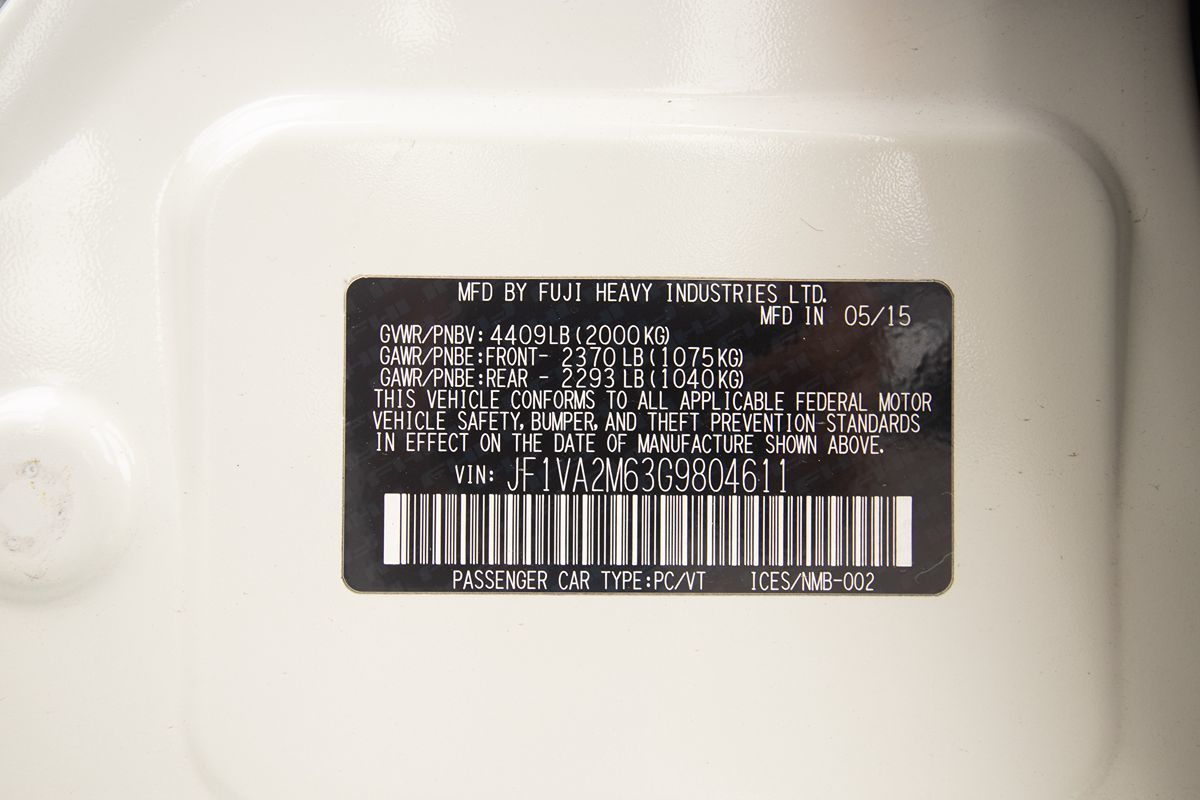 MFD BY FUJI HEAVY INDUSTRIES LTD.
MFD IN 05/15
GVWR/PNBV: 4409LB (2000KG)
GAWR/PNBE:FRONT- 2370 LB (1075KG)
GAWR/PNBE:REAR - 2293 LB (1040KG)
THIS VEHICLE CONFORMS TO ALL APPLICABLE FEDERAL MOTOR
VEHICLE SAFETY, BUMPER, AND THEFT PREVENTION STANDARDS
IN EFFECT ON THE DATE OF MANUFACTURE SHOWN ABOVE.
VIN: JF1VA2M63G9804611
PASSENGER CAR TYPE:PC/VT ICES/NMB-002